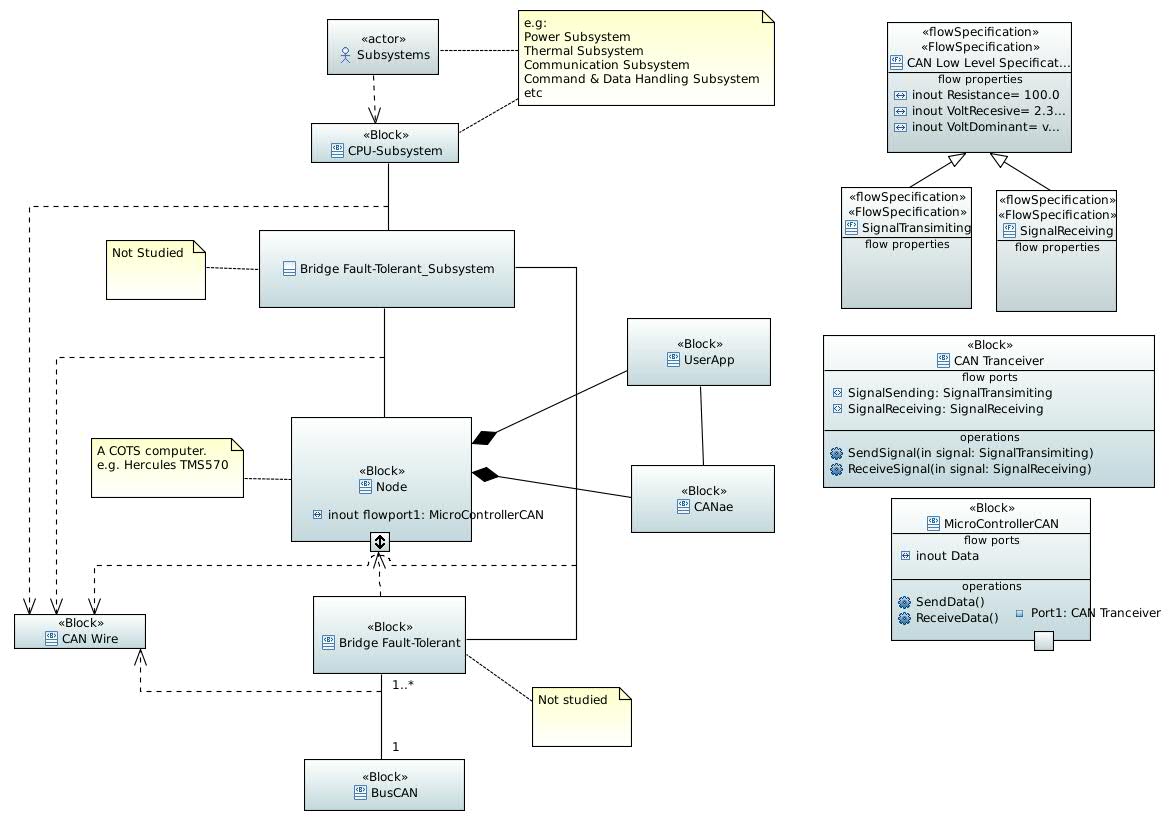 «actor»
Subsystems
e.g:
Power Subsystem
Thermal Subsystem
Communication Subsystem
Command & Data Handling Subsystem
etc
«Block»
CPU-Subsystem
Not Studied
Bridge Fault-Tolerant_Subsystem
«Block»
UserApp
A COTS computer.
e.g. Hercules TMS570
«Block»
Node
inout flowport1: MicroControllerCAN
«Block»
CANae
«Block»
CAN Wire
«Block»
Bridge Fault-Tolerant
1..*
Not studied
1
«Block»
BusCAN
«flowSpecification»
«FlowSpecification»
CAN Low Level Specificat...
flow properties
inout Resistance= 100.0
inout VoltRecesive= 2.3...
inout VoltDominant= v...
«flowSpecification»
«FlowSpecification»
SignalTransimiting
flow properties
«flowSpecification»
«FlowSpecification»
SignalReceiving
flow properties
«Block»
CAN Tranceiver
flow ports
SignalSending: SignalTransimiting
SignalReceiving: SignalReceiving
operations
SendSignal(in signal: SignalTransimiting)
ReceiveSignal(in signal: SignalReceiving)
«Block»
MicroControllerCAN
flow ports
inout Data
operations
SendData()
ReceiveData()
Port1: CAN Tranceiver